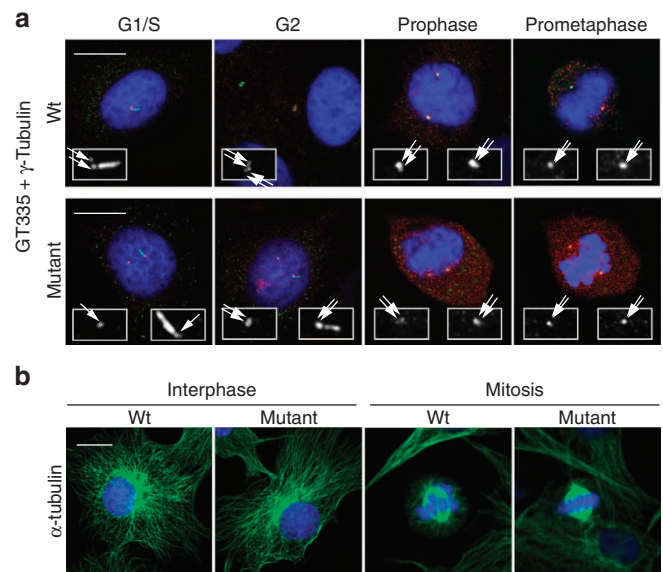 a
G1/S G2 Prophase Prometaphase
GT335 + γ-Tubulin
Wt
Mutant
b
Interphase Mitosis
Wt Mutant Wt Mutant
α-tubulin